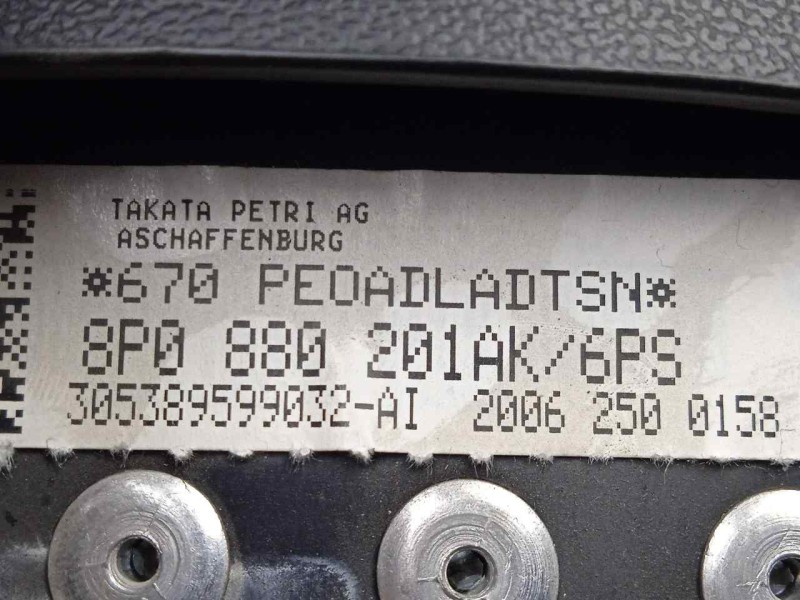 TAKATA PETRI AG
ASCHAFFENBURG
*670 PEOADLADTSN*
8P0 880 201AK/6PS
305389599032-AI 2006 250 0158